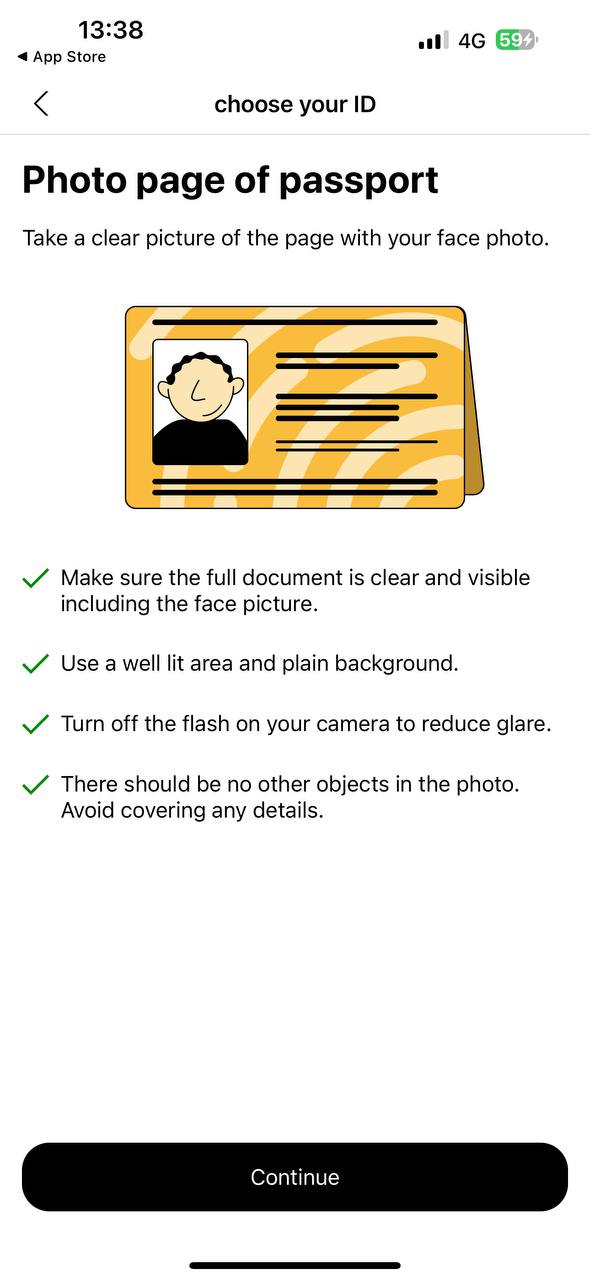 13:38
4G
59
◀ App Store
choose your ID
Photo page of passport
Take a clear picture of the page with your face photo.
Make sure the full document is clear and visible
including the face picture.
Use a well lit area and plain background.
Turn off the flash on your camera to reduce glare.
There should be no other objects in the photo.
Avoid covering any details.
Continue